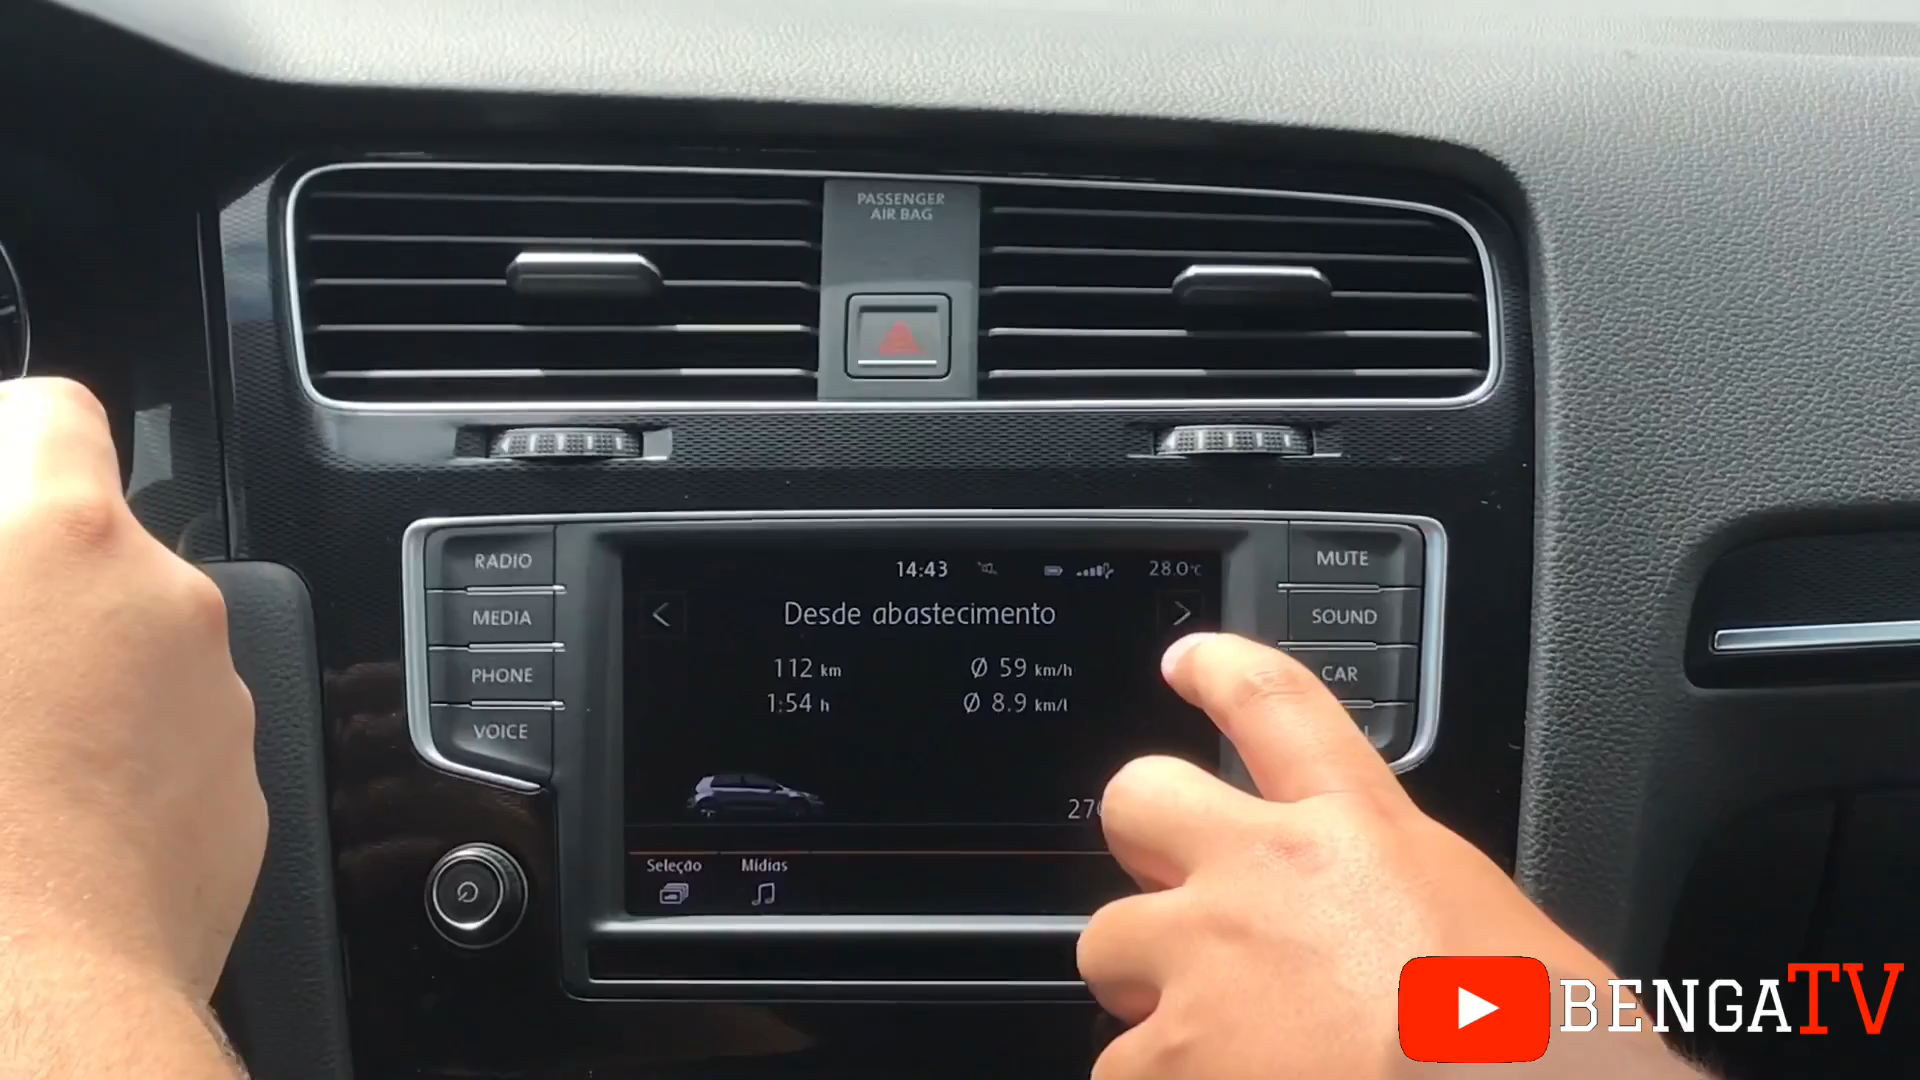 PASSENGER
AIR BAG
RADIO
MEDIA
PHONE
VOICE
MUTE
SOUND
CAR
14:43
28.0°C
<
Desde abastecimento
>
112 km
Ø 59 km/h
1:54 h
Ø 8.9 km/l
Seleção
Mídias
BENGATV